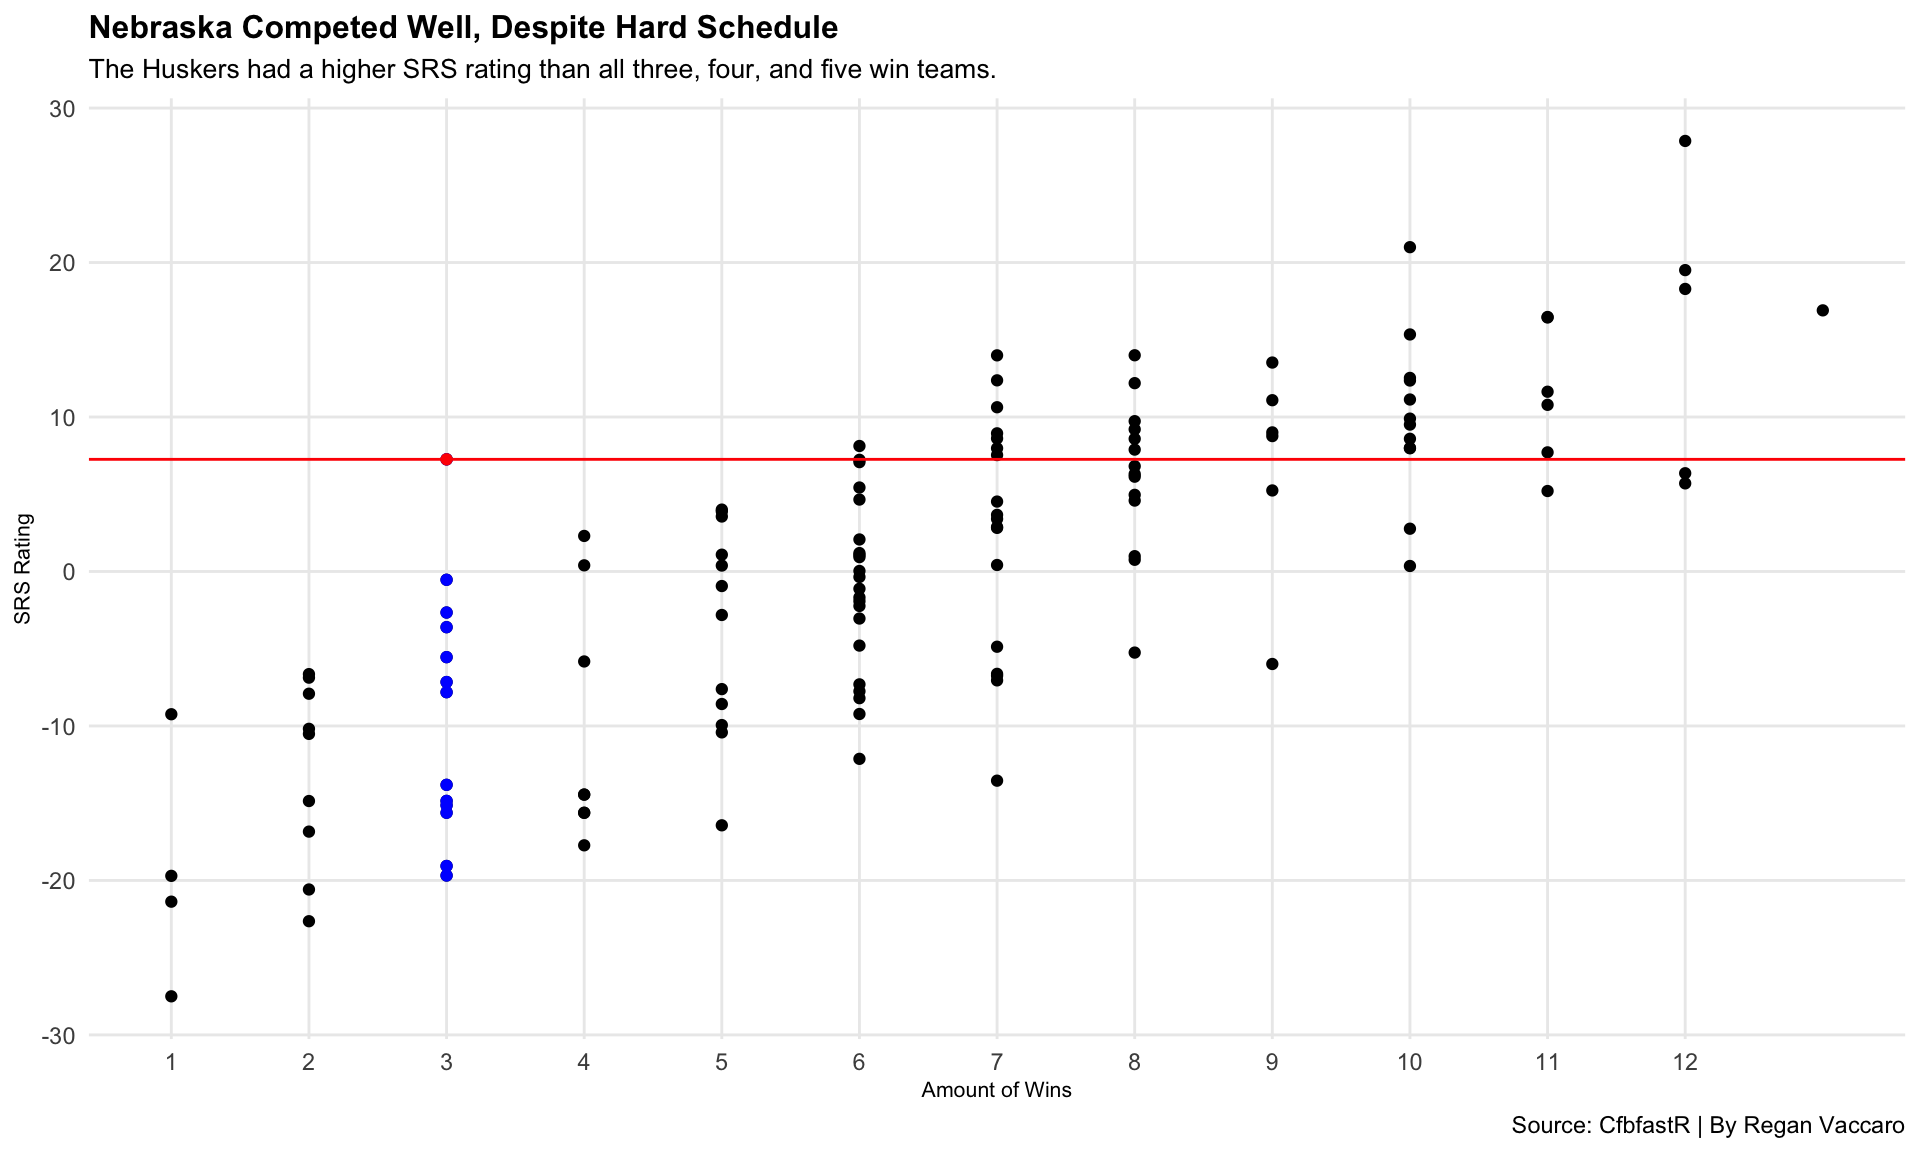 Nebraska Competed Well, Despite Hard Schedule
The Huskers had a higher SRS rating than all three, four, and five win teams.
30
20
10
0
-10
-20
-30
SRS Rating
1 2 3 4 5 6 7 8 9 10 11 12
Amount of Wins
Source: CfbfastR | By Regan Vaccaro